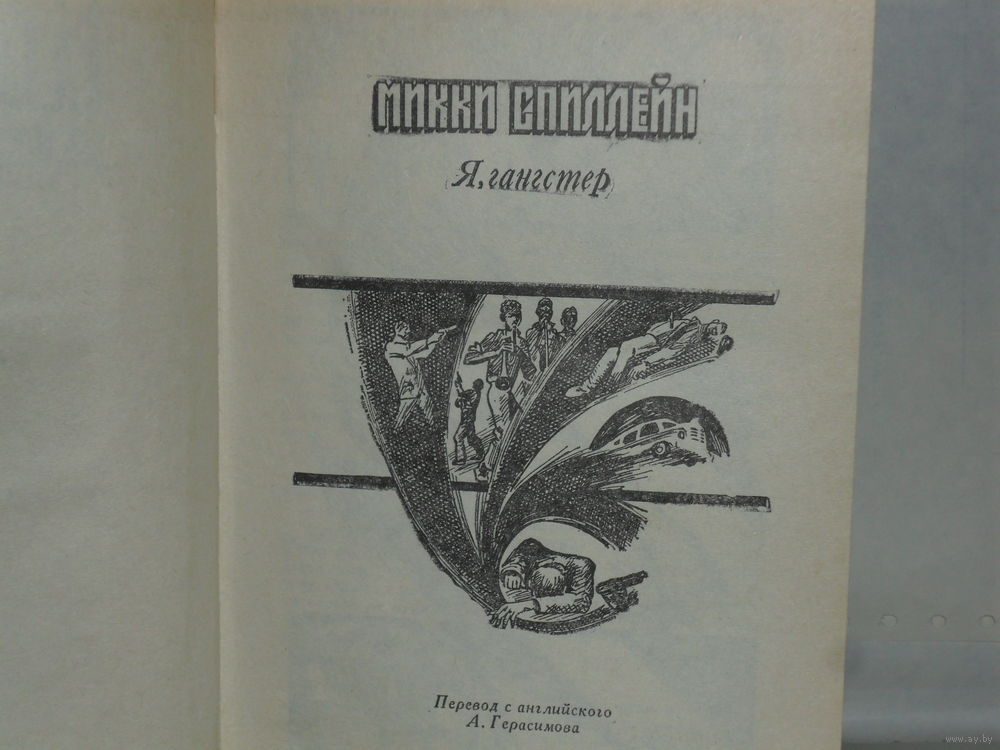 МИККИ СПИЛЛЕЙН
Я, гангстер
Перевод с английского
А. Герасимова
www.ay.by